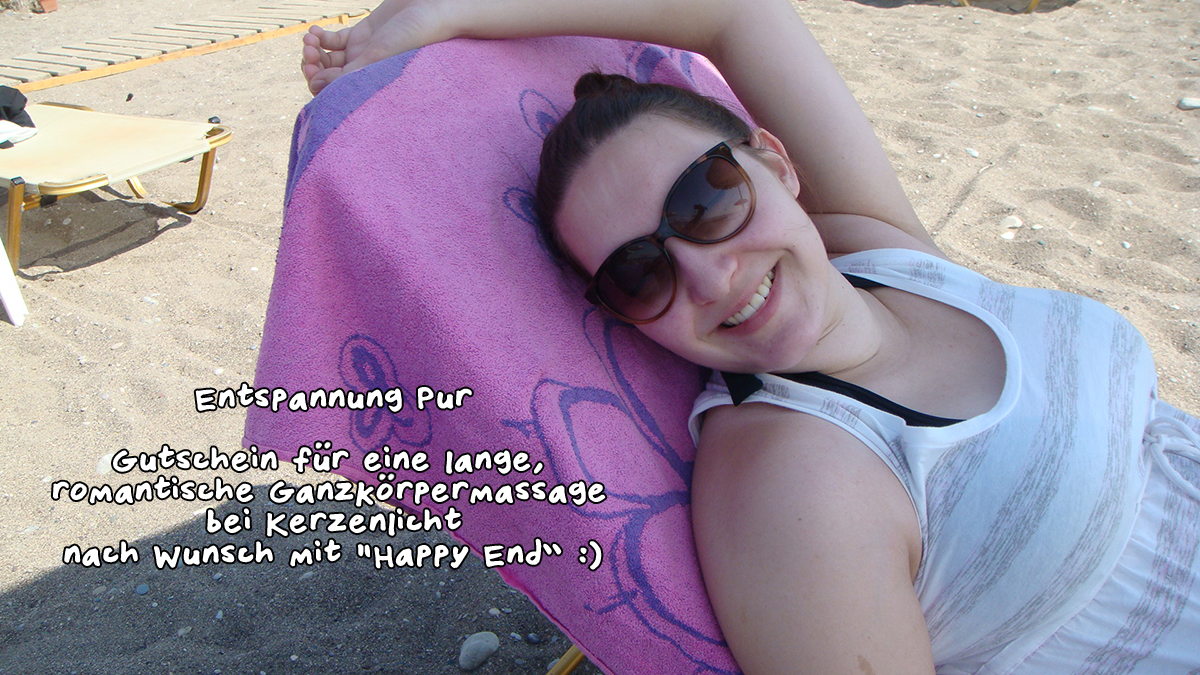 Entspannung Pur
Gutschein für eine lange,
romantische Ganzkörpermassage
bei Kerzenlicht
nach Wunsch mit "Happy End“ :)